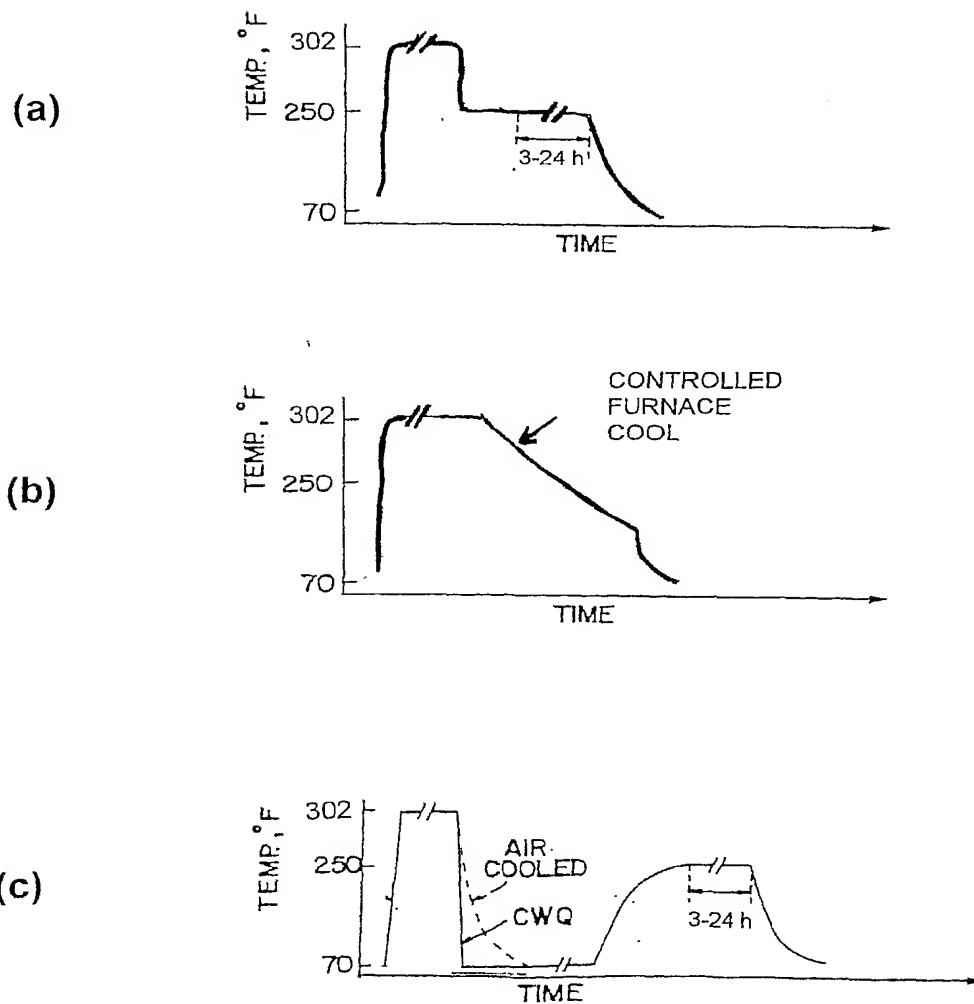 (a)
TEMP., °F
302
250
70
3-24 h
TIME
(b)
TEMP., °F
302
250
70
CONTROLLED
FURNACE
COOL
TIME
(c)
TEMP., °F
302
250
70
AIR
COOLED
CWQ
3-24 h
TIME